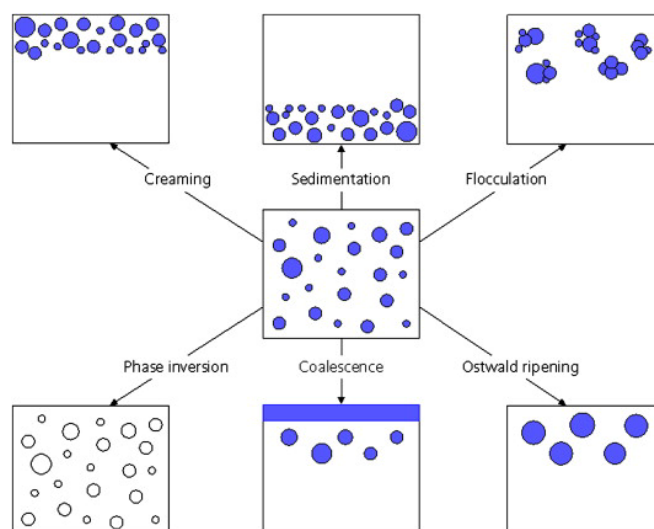 Creaming
Sedimentation
Flocculation
Phase inversion
Coalescence
Ostwald ripening